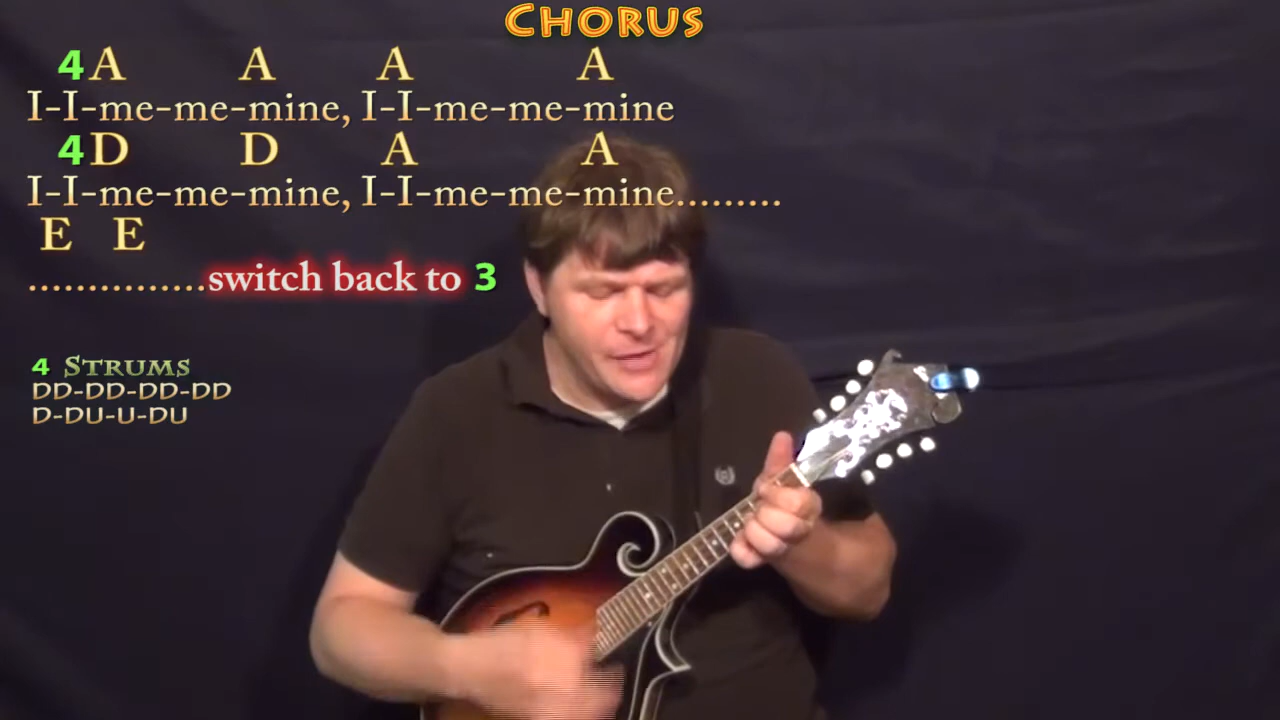 CHORUS
4A A A A
I-I-me-me-mine, I-I-me-me-mine
4D D A A
I-I-me-me-mine, I-I-me-me-mine.........
E E
...............switch back to 3
4 STRUMS
DD-DD-DD-DD
D-DU-U-DU